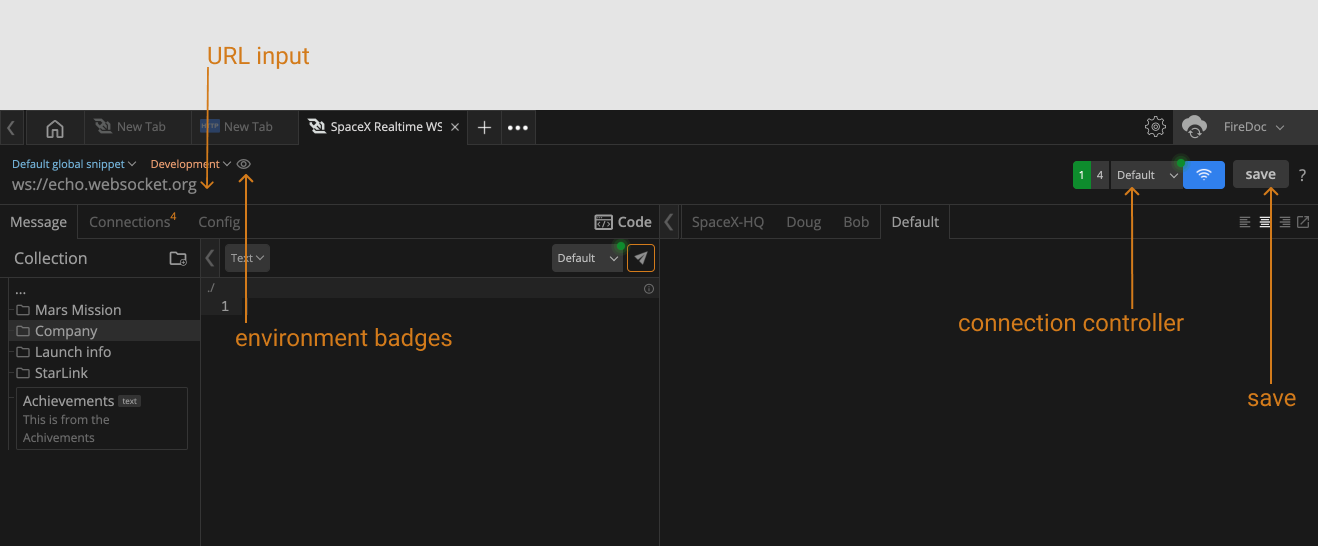 URL input
New Tab
HTTP New Tab
SpaceX Realtime WS
FireDoc
Default global snippet Development
ws://echo.websocket.org
1 4 Default save ?
Message Connections 4 Config Code
SpaceX-HQ Doug Bob Default
Collection
Text Default
...
./
1
Mars Mission
Company
Launch info
StarLink
Achievements text
This is from the
Achivements
environment badges
connection controller
save